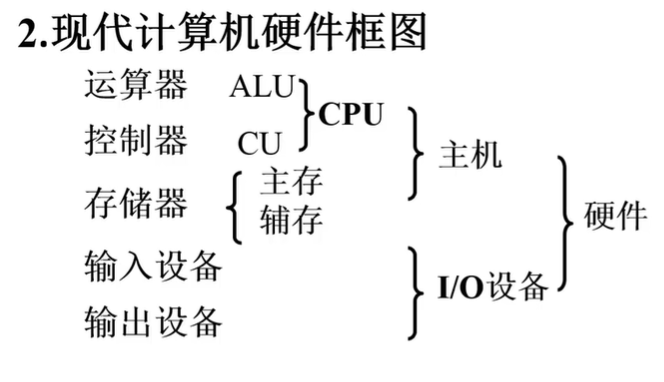 2.现代计算机硬件框图
运算器 ALU
CPU
控制器 CU
主机
存储器
主存
辅存
硬件
输入设备
I/O设备
输出设备